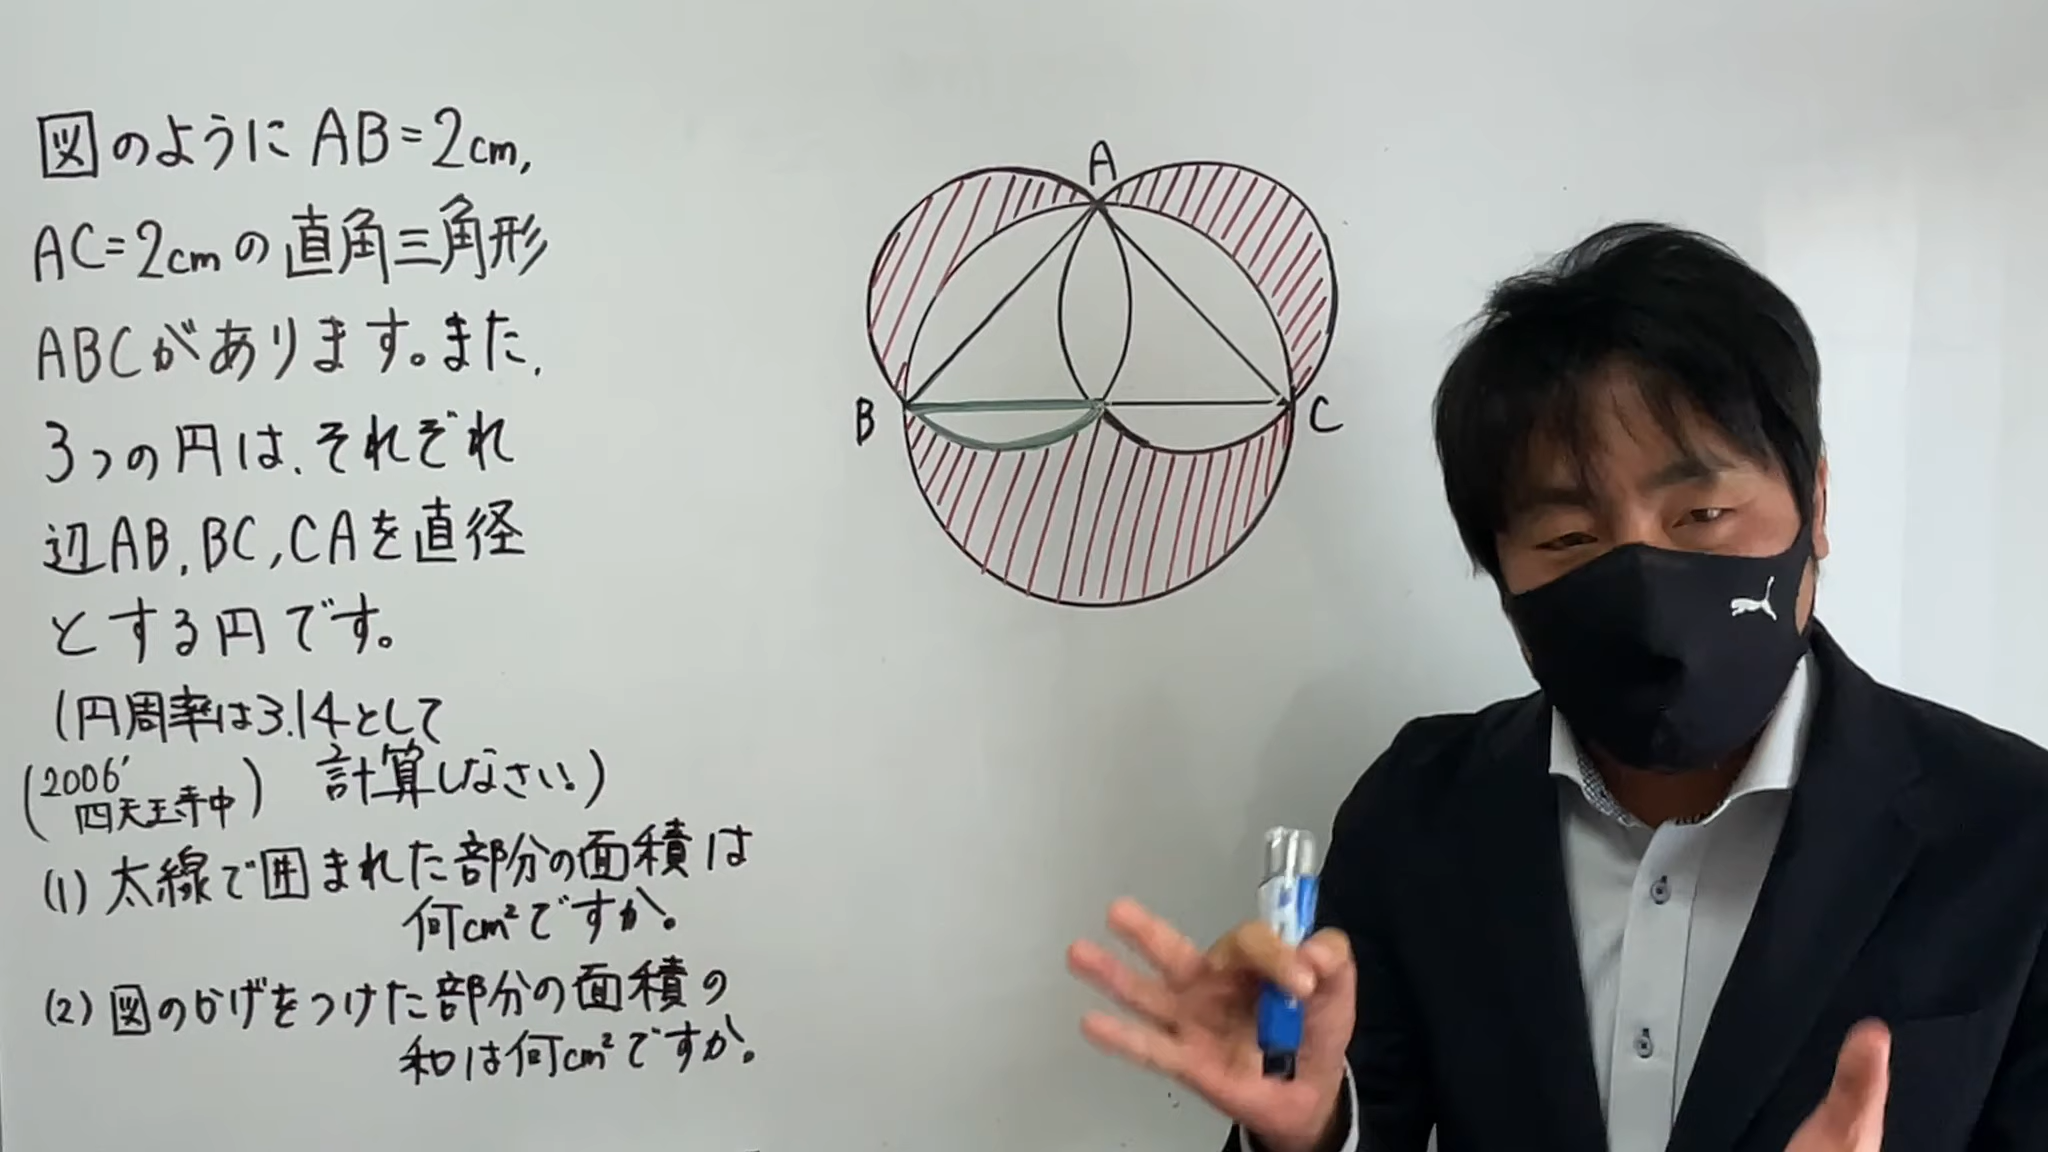 図のようにAB=2cm,
AC=2cmの直角三角形
ABCがあります。また,
3つの円は、それぞれ
辺AB,BC,CAを直径
とする円です。
(円周率は3.14として
計算しなさい。)
(2006'
四天王寺中)
(1) 太線で囲まれた部分の面積は
何cm²ですか。
(2) 図のかげをつけた部分の面積の
和は何cm²ですか。
A
B
C